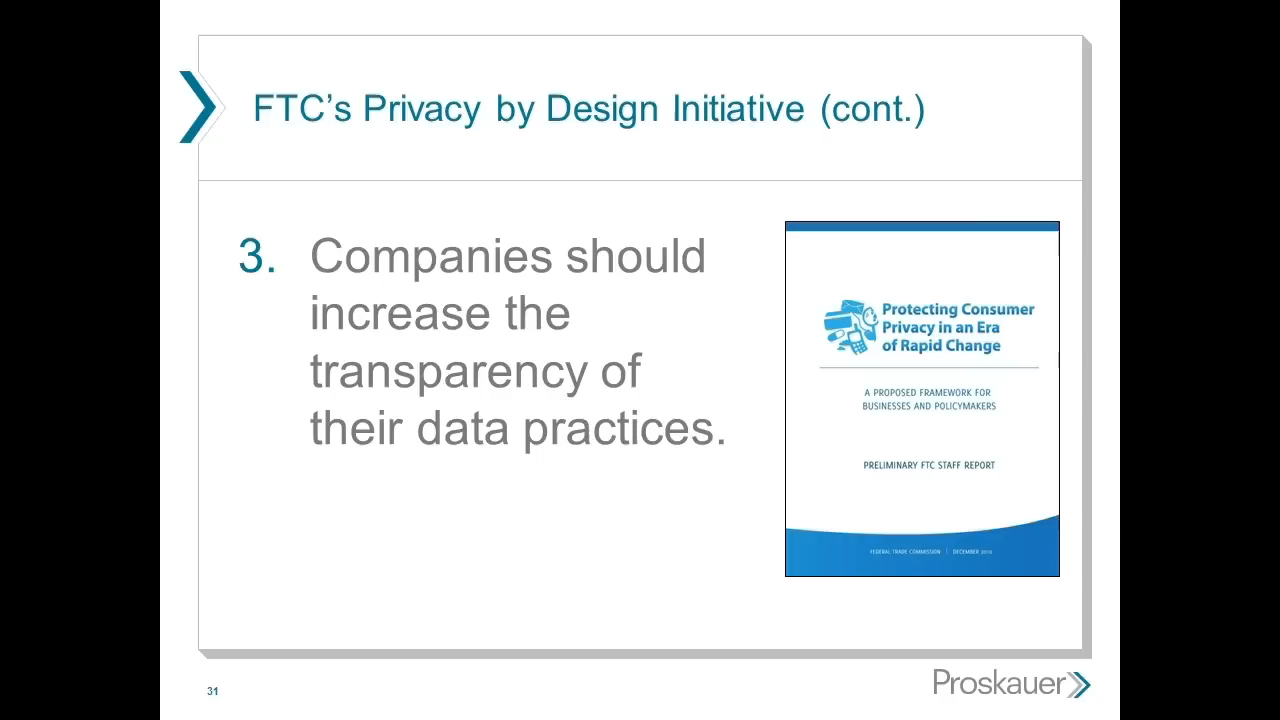 FTC’s Privacy by Design Initiative (cont.)
3. Companies should
increase the
transparency of
their data practices.
Protecting Consumer
Privacy in an Era
of Rapid Change
A PROPOSED FRAMEWORK FOR
BUSINESSES AND POLICYMAKERS
PRELIMINARY FTC STAFF REPORT
FEDERAL TRADE COMMISSION | DECEMBER 2010
31
Proskauer